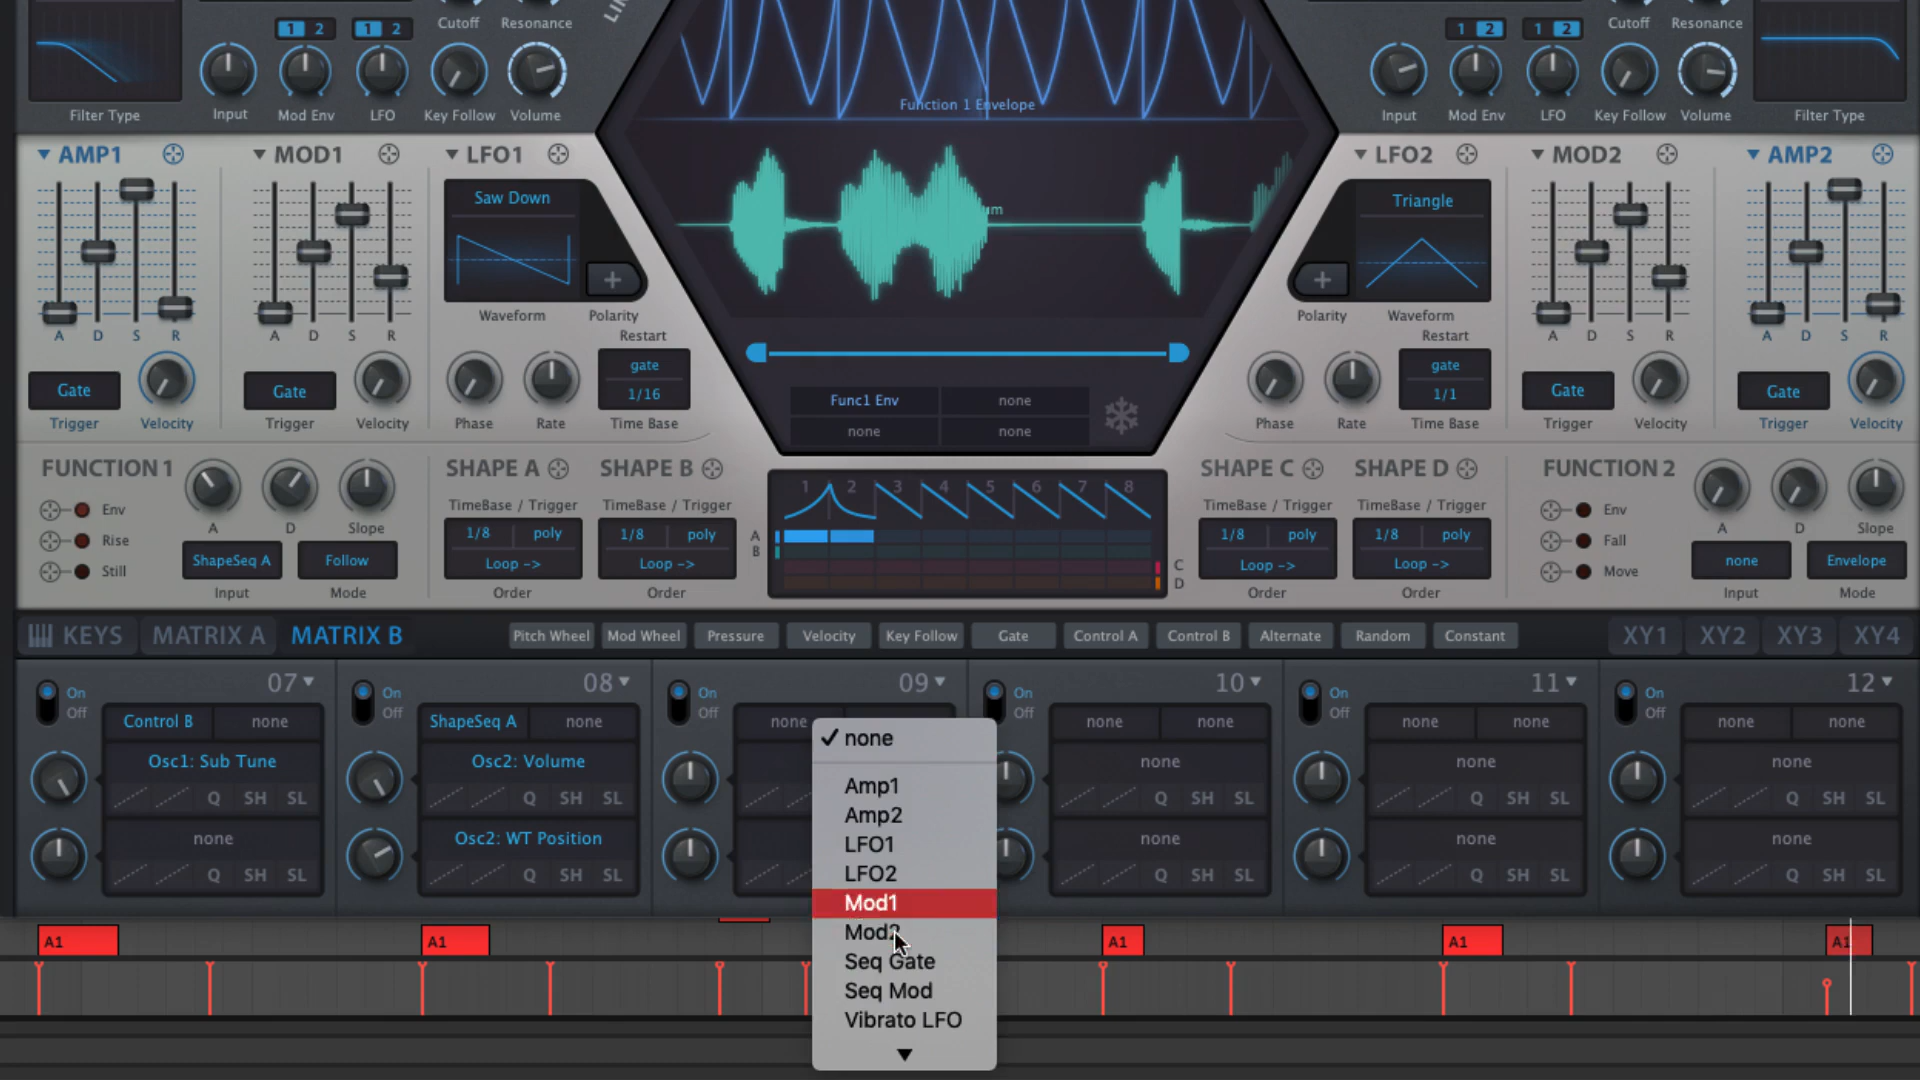 Cutoff Resonance LIN Cutoff Resonance
1 2 1 2 1 2 1 2
Function 1 Envelope
Filter Type Input Mod Env LFO Key Follow Volume Input Mod Env LFO Key Follow Volume Filter Type
AMP1 MOD1 LFO1 LFO2 MOD2 AMP2
Saw Down Triangle
um
A D S R A D S R Waveform Polarity Polarity Waveform A D S R A D S R
Restart Restart
Gate Gate gate gate Gate Gate
1/16 1/1
Func1 Env none
none none
Trigger Velocity Trigger Velocity Phase Rate Time Base Phase Rate Time Base Trigger Velocity Trigger Velocity
FUNCTION 1 SHAPE A SHAPE B SHAPE C SHAPE D FUNCTION 2
1 2 3 4 5 6 7 8
TimeBase / Trigger TimeBase / Trigger TimeBase / Trigger TimeBase / Trigger
Env A D Slope Env A D Slope
1/8 poly 1/8 poly 1/8 poly 1/8 poly
A
B
Rise Fall
ShapeSeq A Follow Loop -> Loop -> C Loop -> Loop -> none Envelope
Still D Move
Input Mode Order Order Order Order Input Mode
KEYS MATRIX A MATRIX B Pitch Wheel Mod Wheel Pressure Velocity Key Follow Gate Control A Control B Alternate Random Constant XY1 XY2 XY3 XY4
On 07 On 08 On 09 On 10 On 11 On 12
Off Off Off Off Off Off
Control B none ShapeSeq A none none none none none none none none
Osc1: Sub Tune Osc2: Volume none none none
Q SH SL Q SH SL Q SH SL Q SH SL Q SH SL
none Osc2: WT Position none none none
Q SH SL Q SH SL Q SH SL Q SH SL Q SH SL
✓ none
Amp1
Amp2
LFO1
LFO2
Mod1
Mod2
Seq Gate
Seq Mod
Vibrato LFO
A1 A1 A1 A1 A1